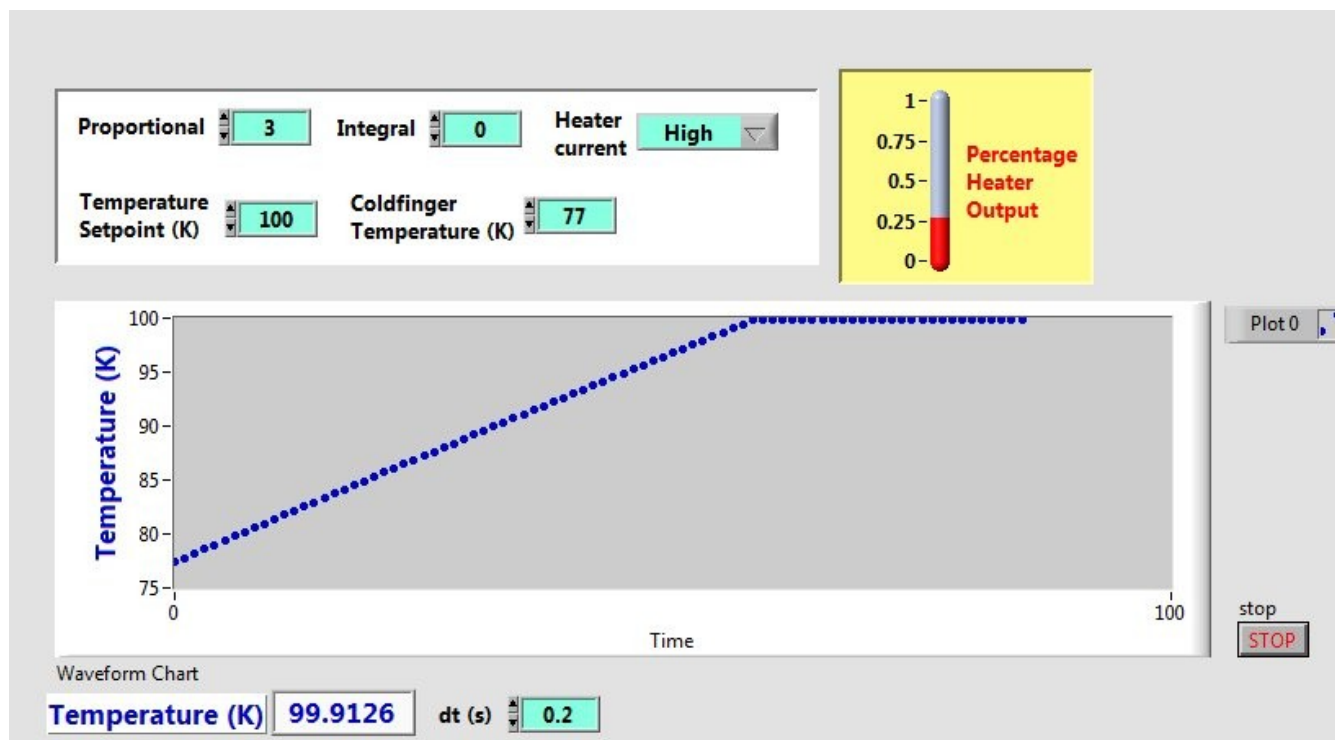 Proportional 3 Integral 0 Heater current High
Temperature Setpoint (K) 100 Coldfinger Temperature (K) 77
1
0.75
0.5
0.25
0
Percentage
Heater
Output
100
95
90
85
80
75
Temperature (K)
0 100
Time
Plot 0
stop
STOP
Waveform Chart
Temperature (K) 99.9126 dt (s) 0.2